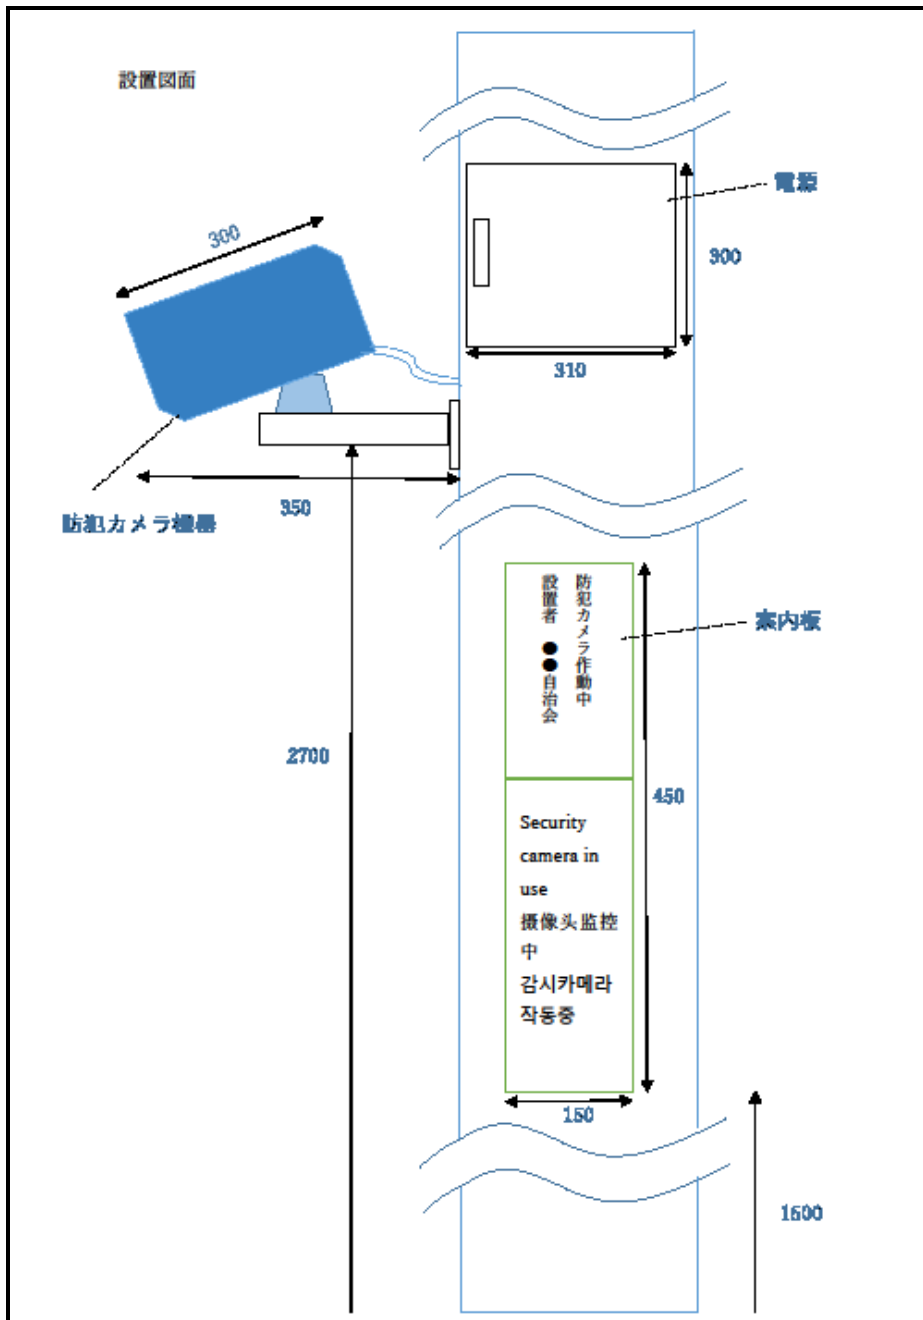 設置図面
電源
300
300
310
350
防犯カメラ機器
防犯カメラ作動中
設置者 ●●自治会
案内板
2700
450
Security
camera in
use
摄像头监控
中
감시카메라
작동중
150
1500